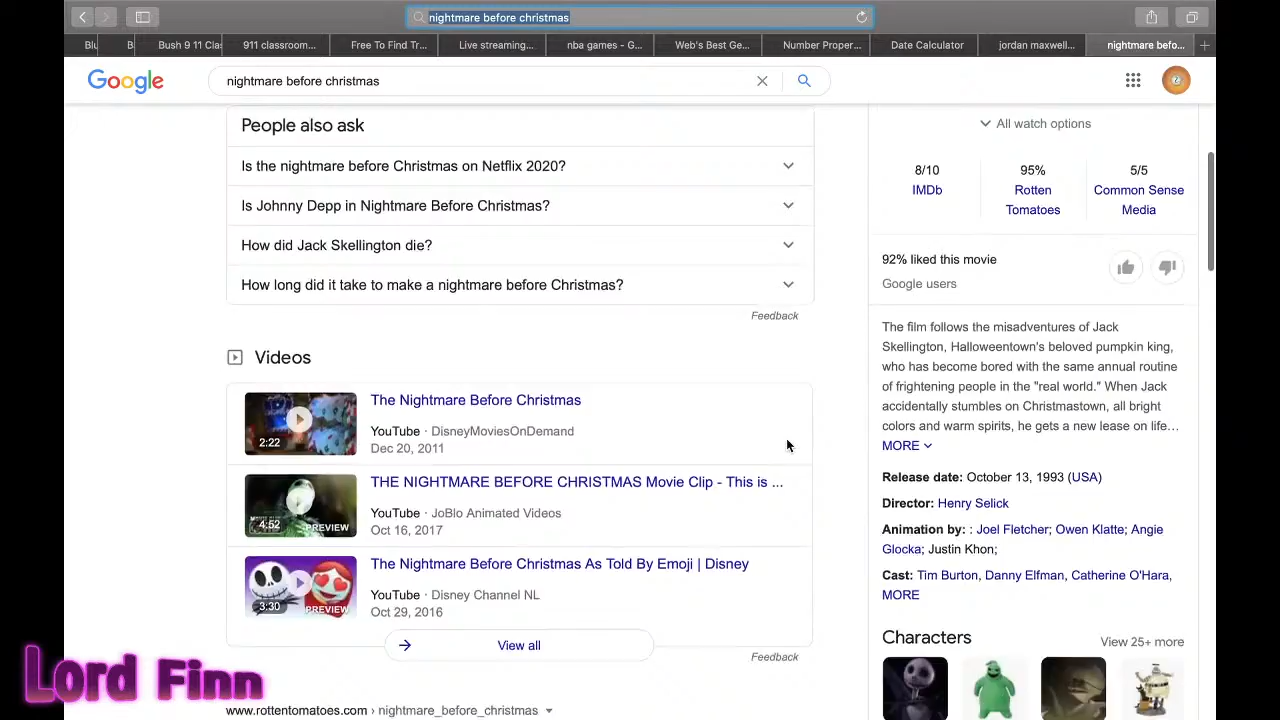 nightmare before christmas
Blu
B
Bush 9 11 Clas
911 classroom...
Free To Find Tr...
Live streaming...
nba games - G...
Web's Best Ge...
Number Proper...
Date Calculator
jordan maxwell...
nightmare befo...
Google
nightmare before christmas
People also ask
Is the nightmare before Christmas on Netflix 2020?
Is Johnny Depp in Nightmare Before Christmas?
How did Jack Skellington die?
How long did it take to make a nightmare before Christmas?
Feedback
Videos
2:22
The Nightmare Before Christmas
YouTube · DisneyMoviesOnDemand
Dec 20, 2011
4:52
PREVIEW
THE NIGHTMARE BEFORE CHRISTMAS Movie Clip - This is ...
YouTube · JoBlo Animated Videos
Oct 16, 2017
3:30
PREVIEW
The Nightmare Before Christmas As Told By Emoji | Disney
YouTube · Disney Channel NL
Oct 29, 2016
View all
Feedback
www.rottentomatoes.com › nightmare_before_christmas
All watch options
8/10
IMDb
95%
Rotten
Tomatoes
5/5
Common Sense
Media
92% liked this movie
Google users
The film follows the misadventures of Jack
Skellington, Halloweentown's beloved pumpkin king,
who has become bored with the same annual routine
of frightening people in the "real world." When Jack
accidentally stumbles on Christmastown, all bright
colors and warm spirits, he gets a new lease on life…
MORE
Release date: October 13, 1993 (USA)
Director: Henry Selick
Animation by: : Joel Fletcher; Owen Klatte; Angie
Glocka; Justin Khon;
Cast: Tim Burton, Danny Elfman, Catherine O'Hara,
MORE
Characters
View 25+ more
Lord Finn